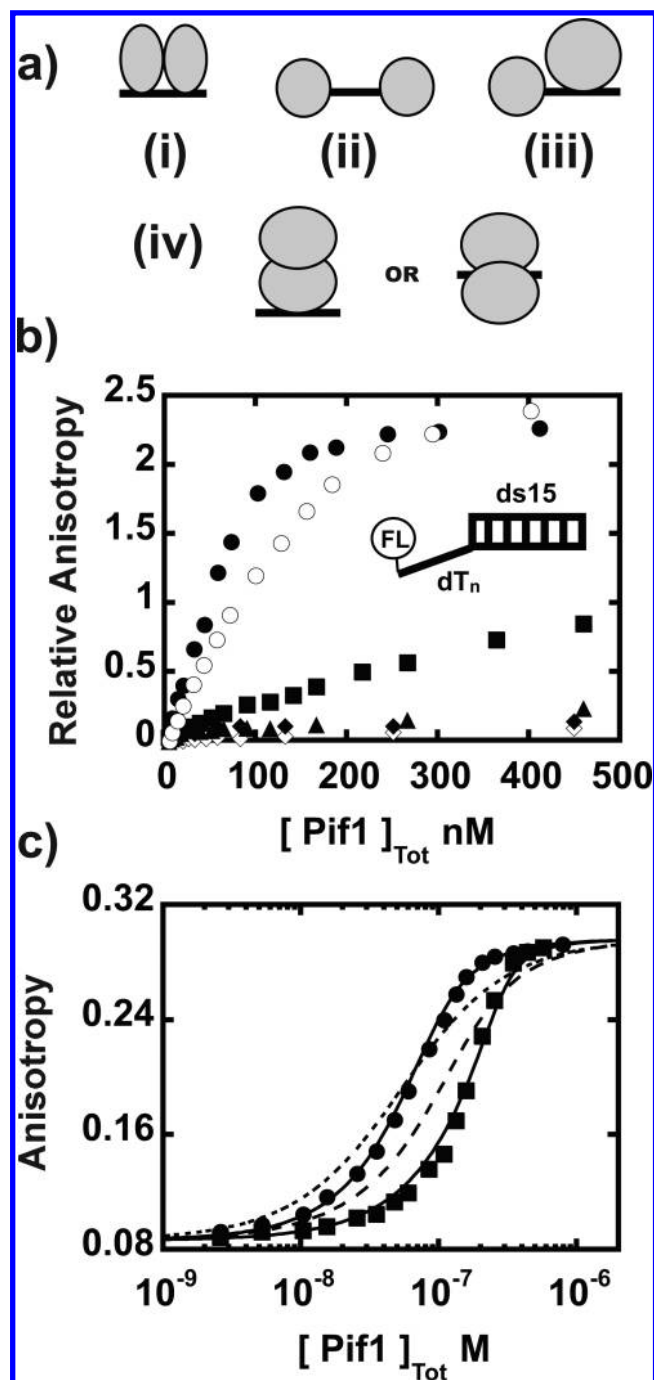 a)
(i) (ii) (iii)
(iv) OR
b)
Relative Anisotropy
2.5
2
1.5
1
0.5
0
FL
dTn
ds15
0 100 200 300 400 500
[ Pif1 ]Tot nM
c)
Anisotropy
0.32
0.24
0.16
0.08
10-9 10-8 10-7 10-6
[ Pif1 ]Tot M